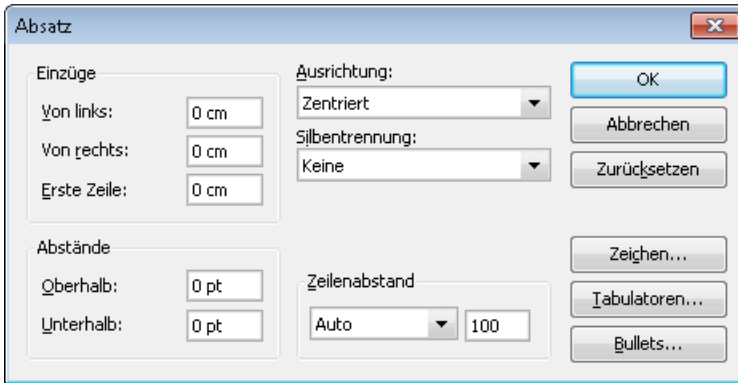 Absatz
Einzüge
Von links: 0 cm
Von rechts: 0 cm
Erste Zeile: 0 cm
Abstände
Oberhalb: 0 pt
Unterhalb: 0 pt
Ausrichtung:
Zentriert
Silbentrennung:
Keine
Zeilenabstand
Auto 100
OK
Abbrechen
Zurücksetzen
Zeichen...
Tabulatoren...
Bullets...